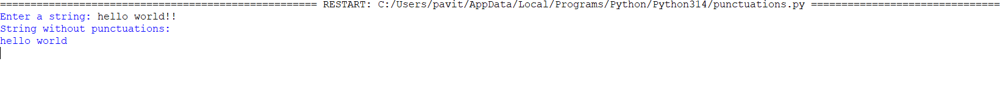 ==================================================== RESTART: C:/Users/pavit/AppData/Local/Programs/Python/Python314/punctuations.py ===============================
Enter a string: hello world!!
String without punctuations:
hello world